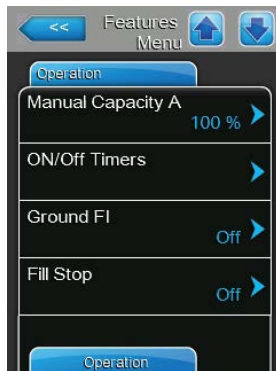 << Features
Menu
Operation
Manual Capacity A
100 %
ON/Off Timers
Ground FI
Off
Fill Stop
Off
Operation